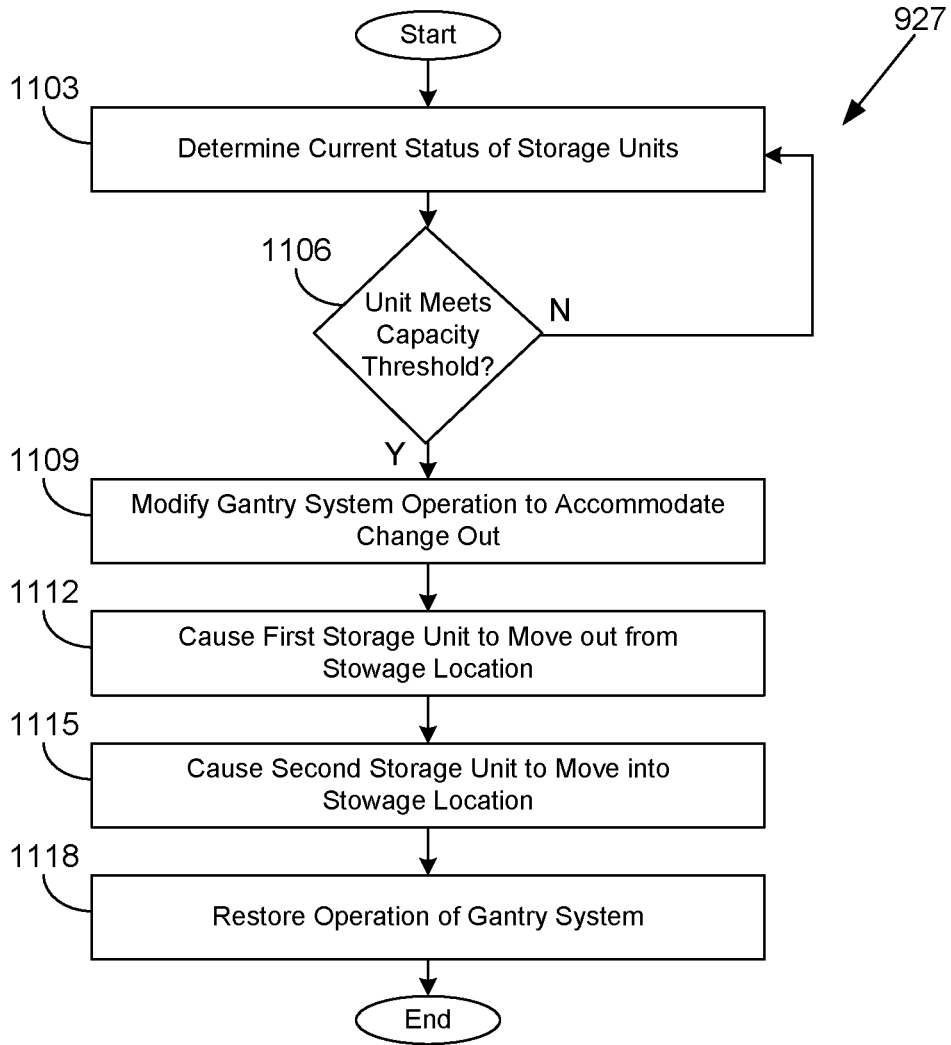 927
Start
1103
Determine Current Status of Storage Units
1106
Unit Meets
Capacity
Threshold?
N
Y
1109
Modify Gantry System Operation to Accommodate
Change Out
1112
Cause First Storage Unit to Move out from
Stowage Location
1115
Cause Second Storage Unit to Move into
Stowage Location
1118
Restore Operation of Gantry System
End